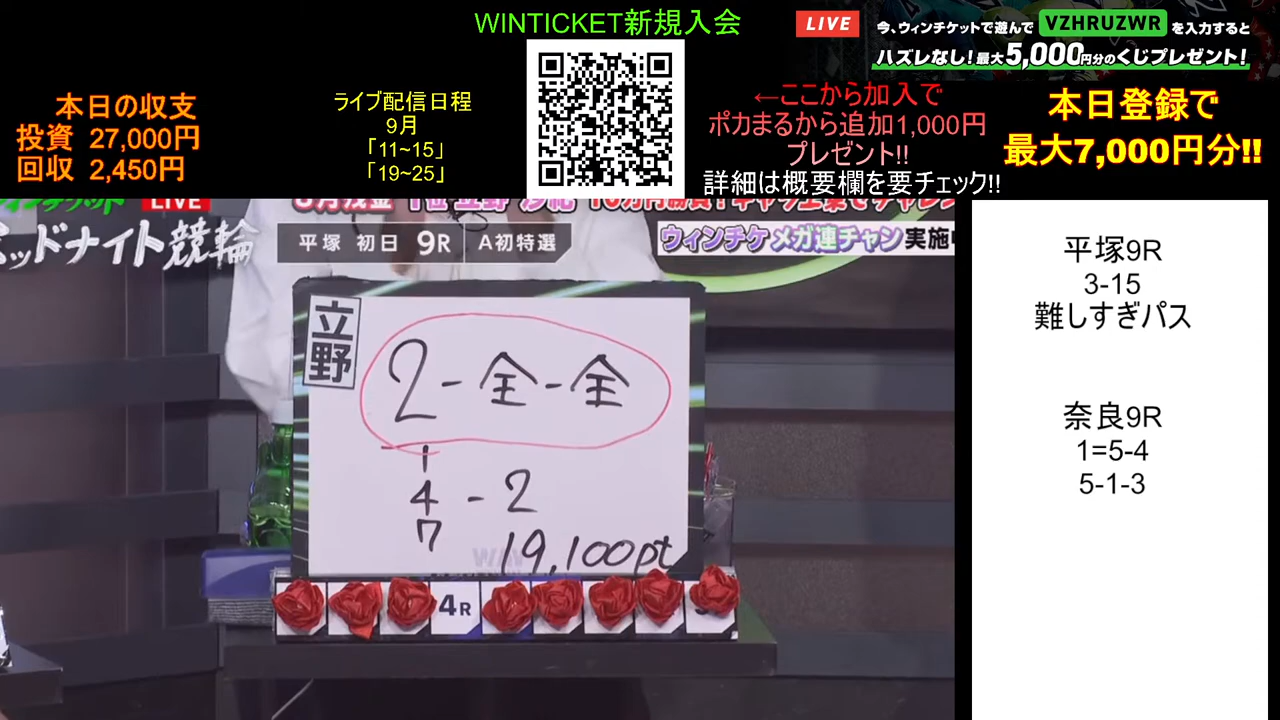 WINTICKET新規入会
LIVE
今、ウィンチケットで遊んで VZHRUZWR を入力すると
ハズレなし!最大5,000円分のくじプレゼント!
本日の収支
投資 27,000円
回収 2,450円
ライブ配信日程
9月
「11~15」
「19~25」
←ここから加入で
ポカまるから追加1,000円
プレゼント!!
詳細は概要欄を要チェック!!
本日登録で
最大7,000円分!!
LIVE
ミッドナイト競輪
平塚 初日 9R A初特選
ウィンチケメガ連チャン実施中
立野
2-全-全
1
4-2
7
19,100pt
4R
平塚9R
3-15
難しすぎパス
奈良9R
1=5-4
5-1-3